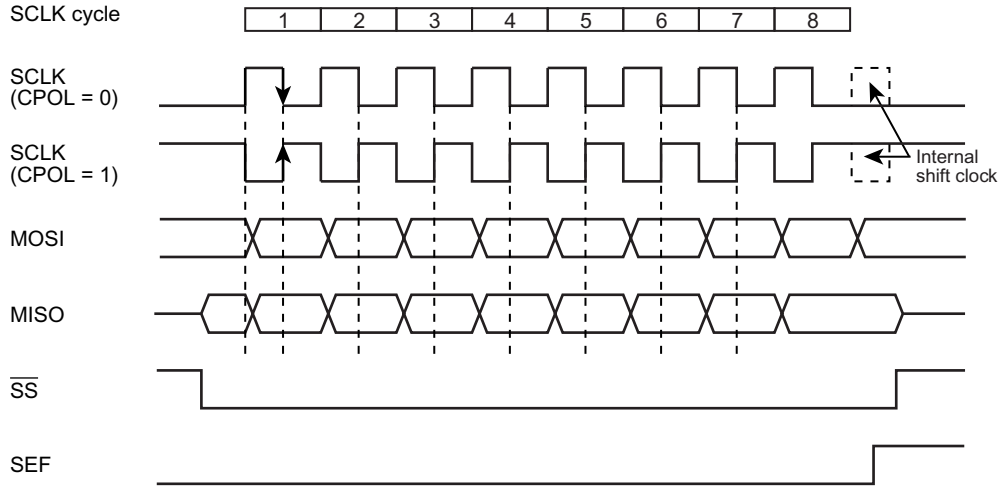 SCLK cycle
1 2 3 4 5 6 7 8
SCLK
(CPOL = 0)
SCLK
(CPOL = 1)
Internal
shift clock
MOSI
MISO
SS
SEF